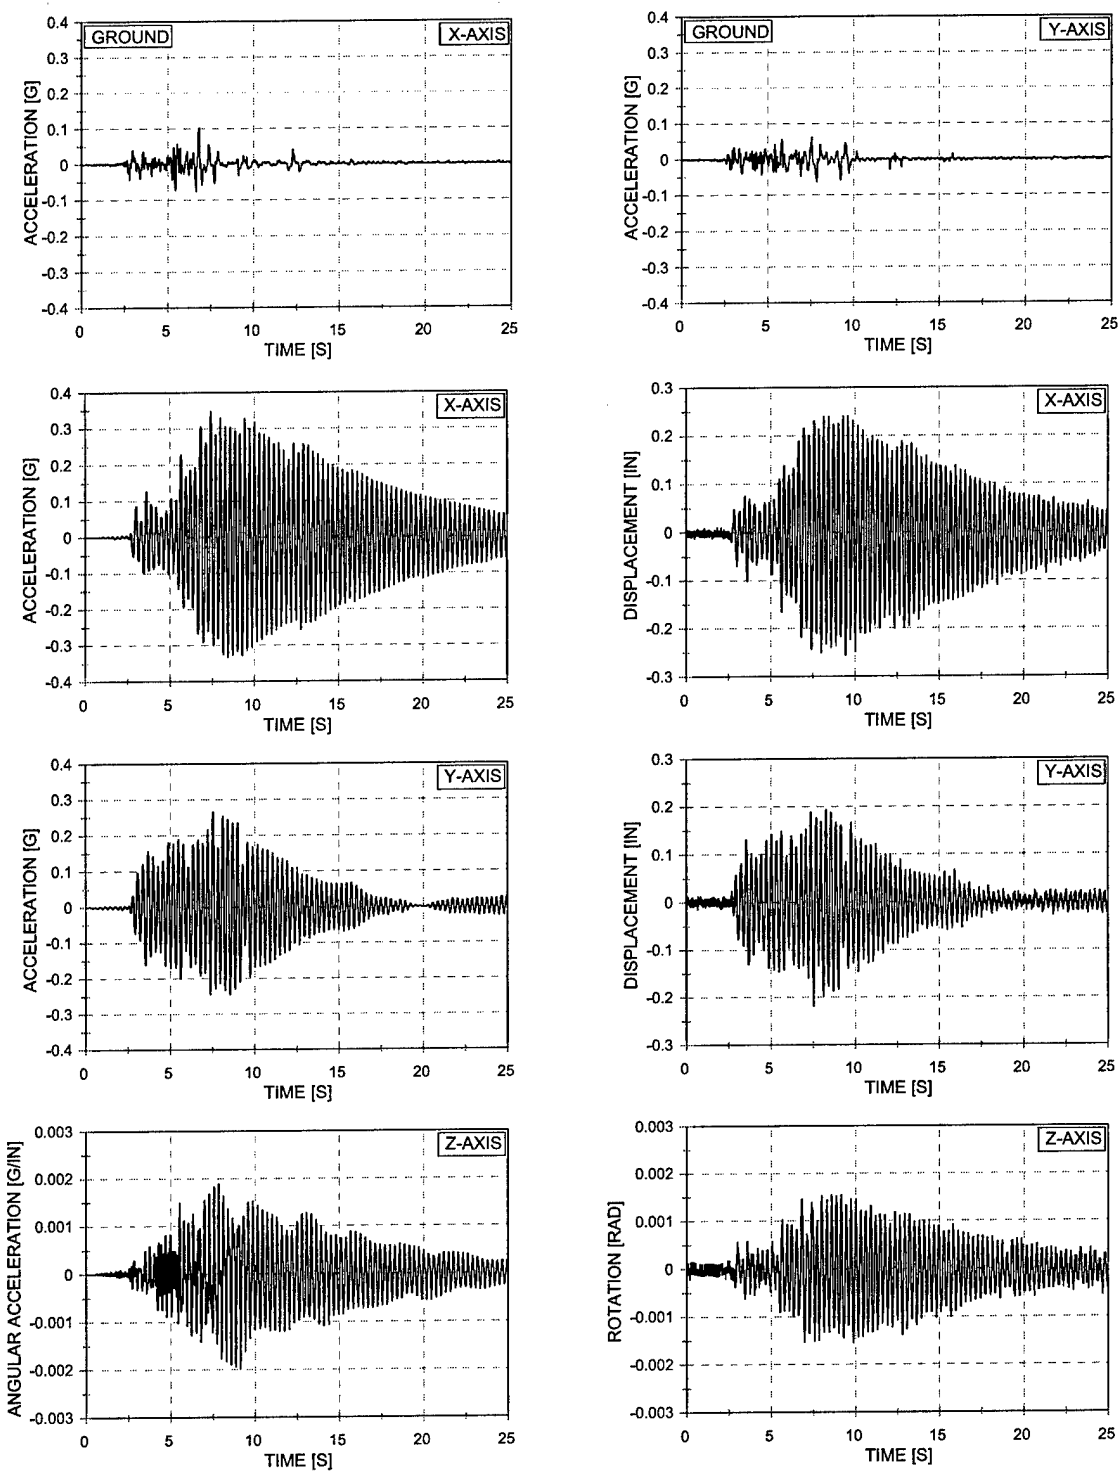 GROUND
X-AXIS
ACCELERATION [G]
0.4
0.3
0.2
0.1
0
-0.1
-0.2
-0.3
-0.4
0 5 10 15 20 25
TIME [S]
GROUND
Y-AXIS
ACCELERATION [G]
0.4
0.3
0.2
0.1
0
-0.1
-0.2
-0.3
-0.4
0 5 10 15 20 25
TIME [S]
X-AXIS
ACCELERATION [G]
0.4
0.3
0.2
0.1
0
-0.1
-0.2
-0.3
-0.4
0 5 10 15 20 25
TIME [S]
X-AXIS
DISPLACEMENT [IN]
0.3
0.2
0.1
0
-0.1
-0.2
-0.3
0 5 10 15 20 25
TIME [S]
Y-AXIS
ACCELERATION [G]
0.4
0.3
0.2
0.1
0
-0.1
-0.2
-0.3
-0.4
0 5 10 15 20 25
TIME [S]
Y-AXIS
DISPLACEMENT [IN]
0.3
0.2
0.1
0
-0.1
-0.2
-0.3
0 5 10 15 20 25
TIME [S]
Z-AXIS
ANGULAR ACCELERATION [G/IN]
0.003
0.002
0.001
0
-0.001
-0.002
-0.003
0 5 10 15 20 25
TIME [S]
Z-AXIS
ROTATION [RAD]
0.003
0.002
0.001
0
-0.001
-0.002
-0.003
0 5 10 15 20 25
TIME [S]